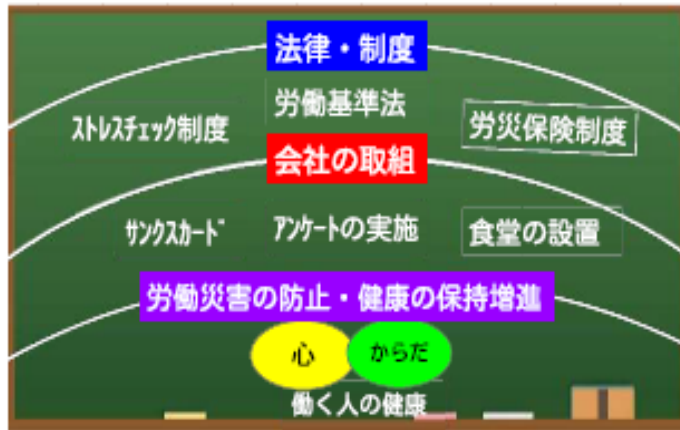 法律・制度
労働基準法
ｽﾄﾚｽﾁｪｯｸ制度
労災保険制度
会社の取組
ｻﾝｸｽｶｰﾄﾞ
ｱﾝｹｰﾄの実施
食堂の設置
労働災害の防止・健康の保持増進
心
からだ
働く人の健康